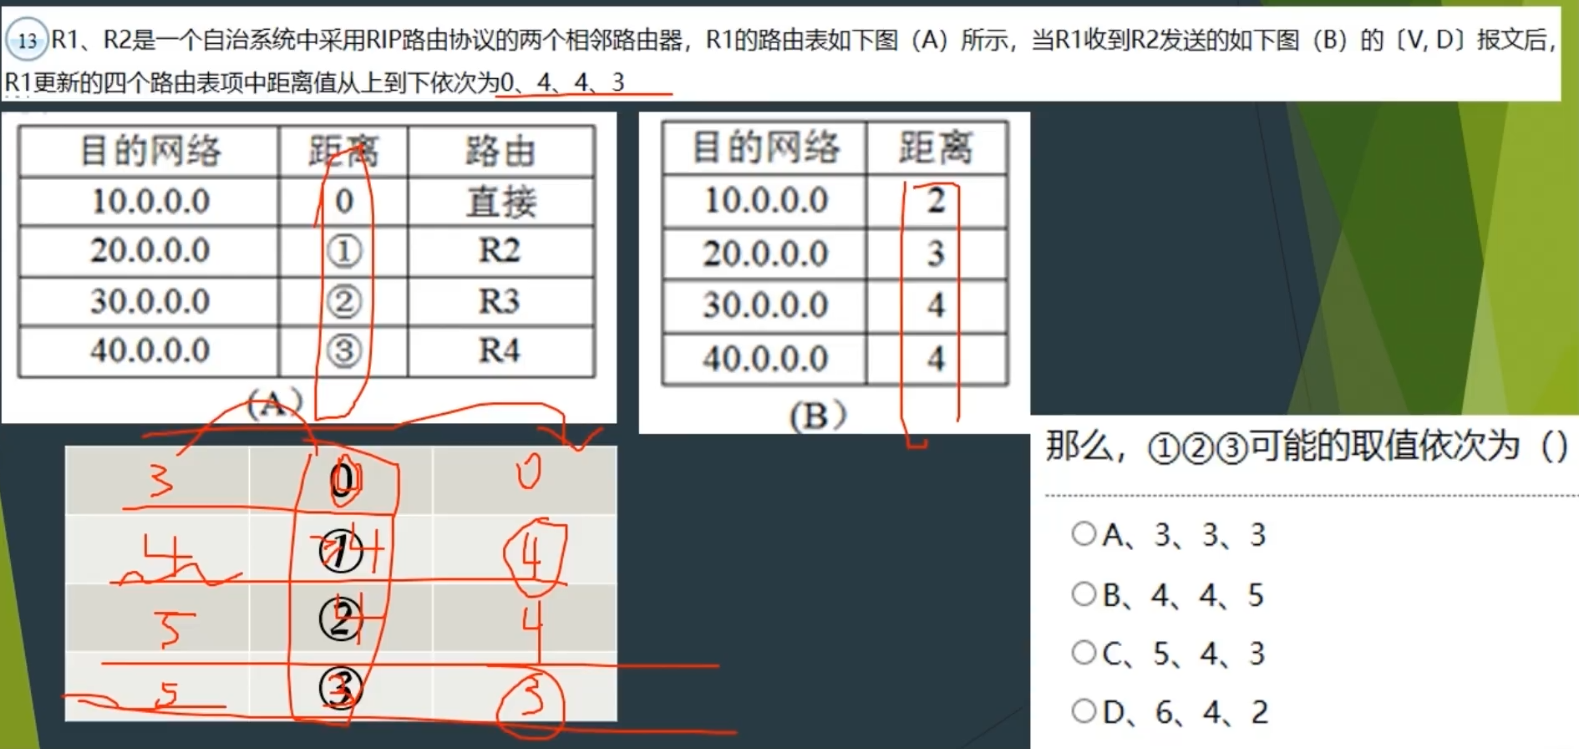 13 R1、R2是一个自治系统中采用RIP路由协议的两个相邻路由器，R1的路由表如下图（A）所示，当R1收到R2发送的如下图（B）的〔V, D〕报文后，
R1更新的四个路由表项中距离值从上到下依次为0、4、4、3
目的网络 距离 路由
10.0.0.0 0 直接
20.0.0.0 ① R2
30.0.0.0 ② R3
40.0.0.0 ③ R4
(A)
目的网络 距离
10.0.0.0 2
20.0.0.0 3
30.0.0.0 4
40.0.0.0 4
(B)
3 0 0
4 ① ≥4 4
5 ② 4 4
5 ③ 3 3
那么，①②③可能的取值依次为（）
A、3、3、3
B、4、4、5
C、5、4、3
D、6、4、2